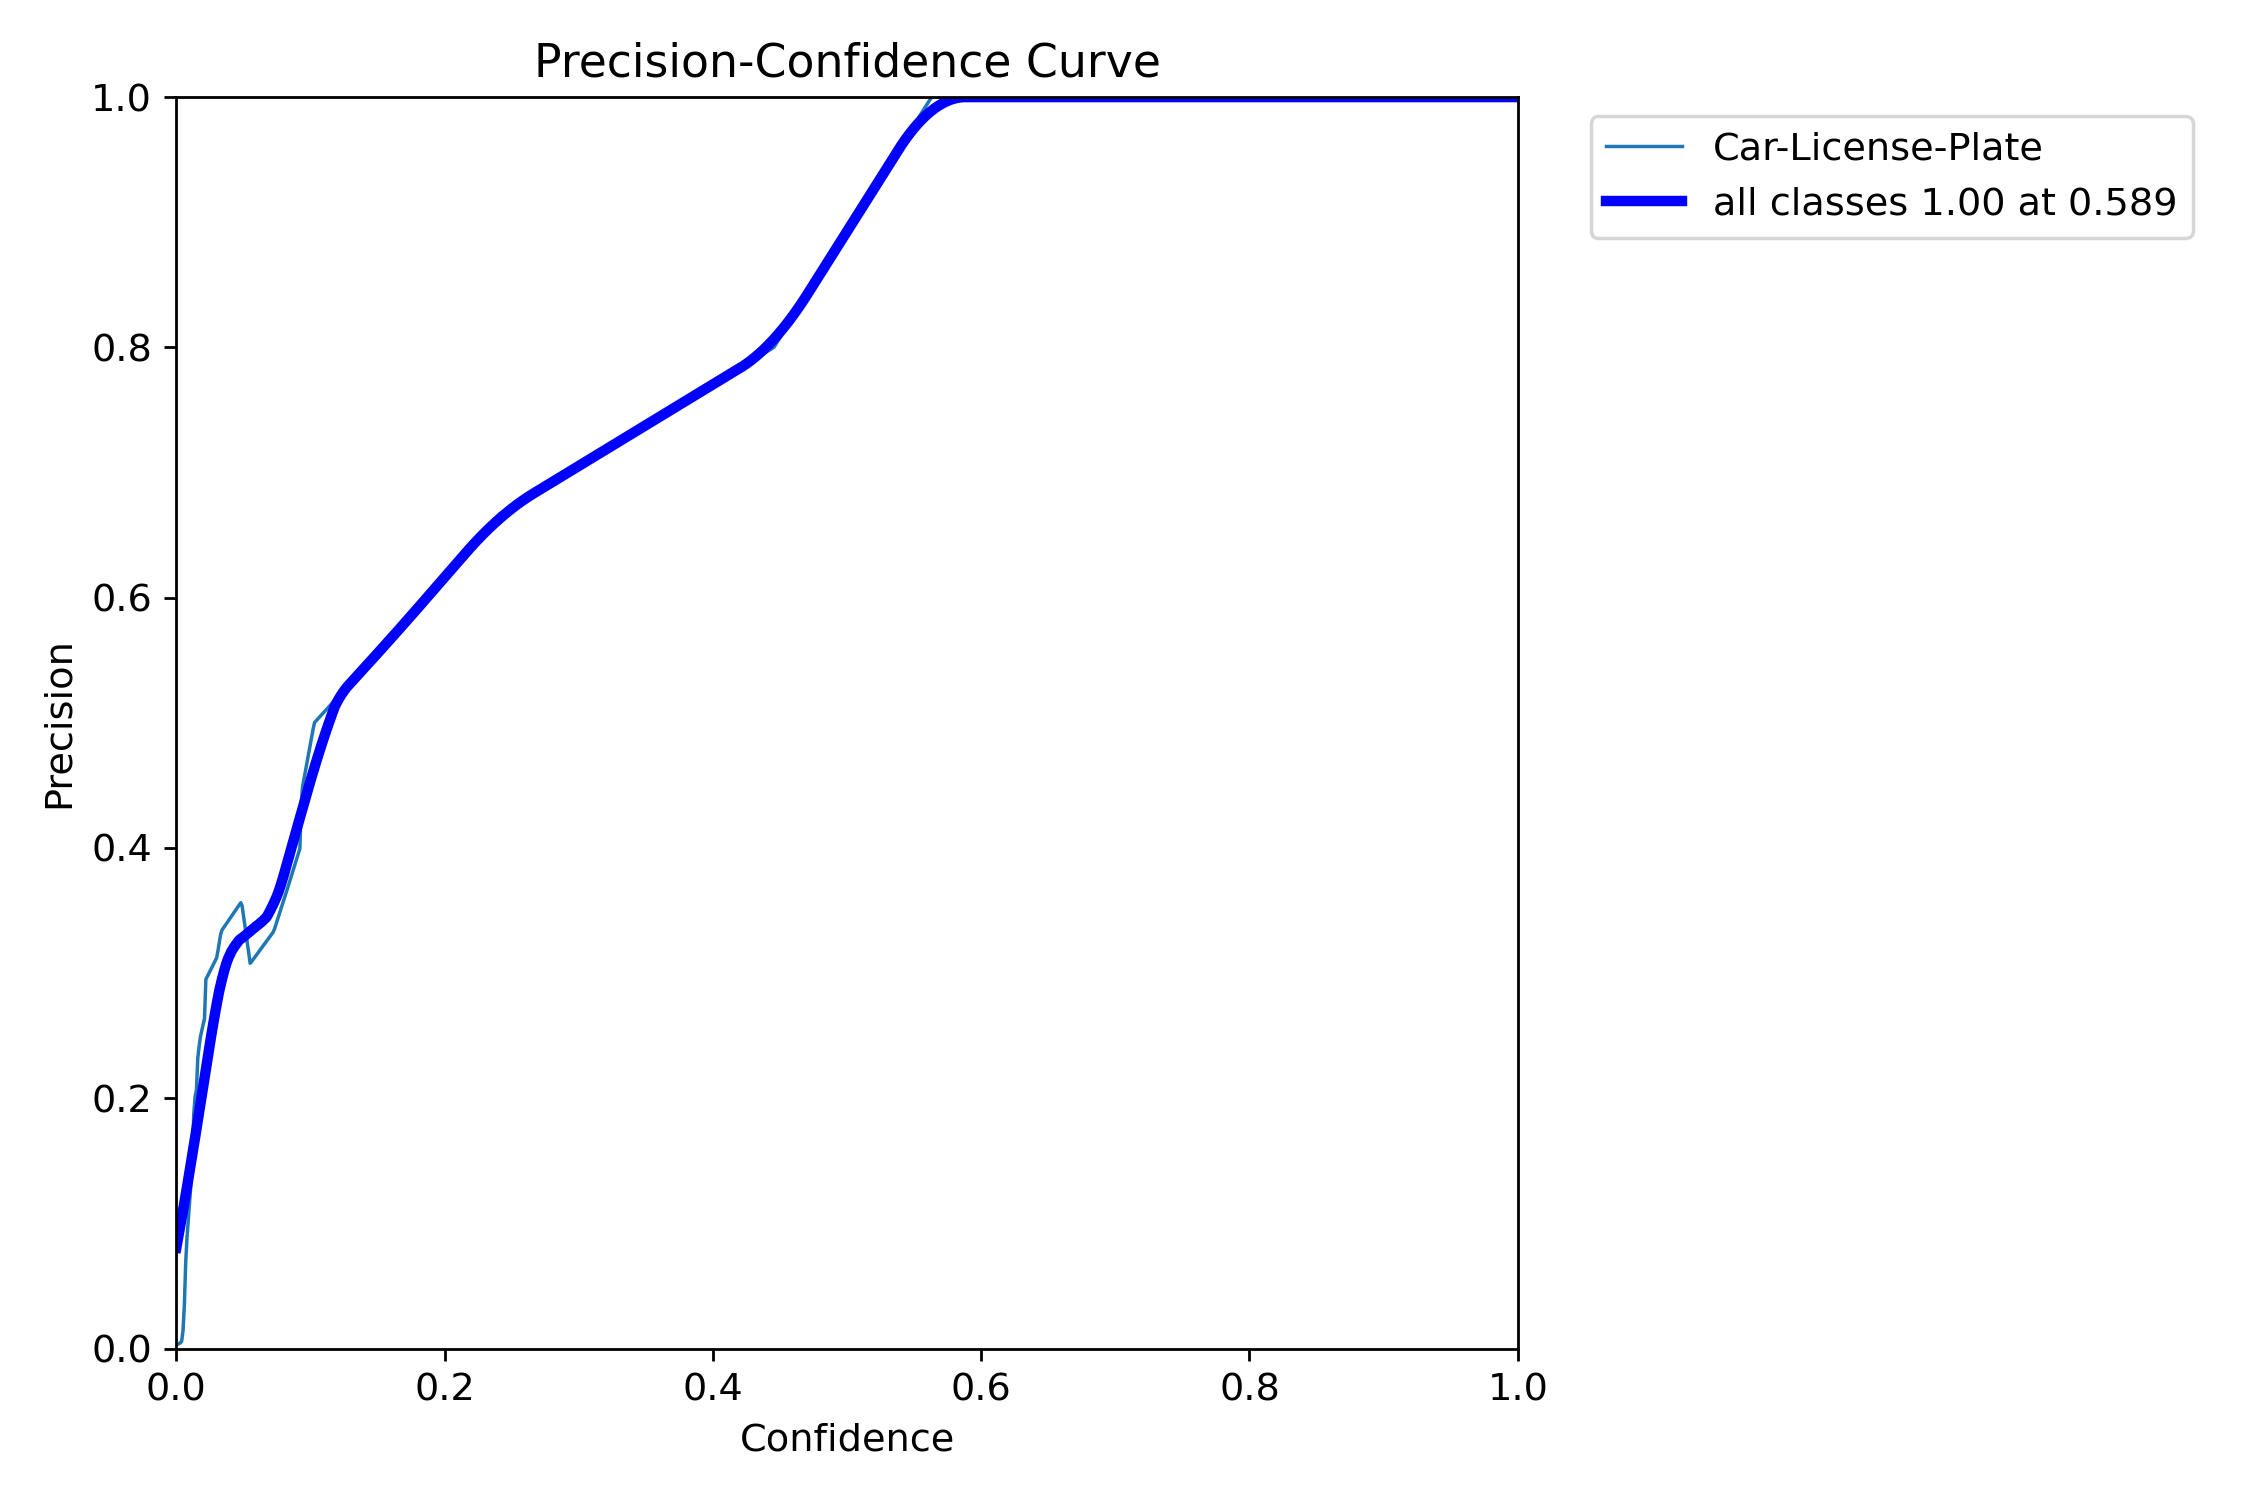 Precision-Confidence Curve
1.0
0.8
0.6
0.4
0.2
0.0
Precision
0.0 0.2 0.4 0.6 0.8 1.0
Confidence
Car-License-Plate
all classes 1.00 at 0.589